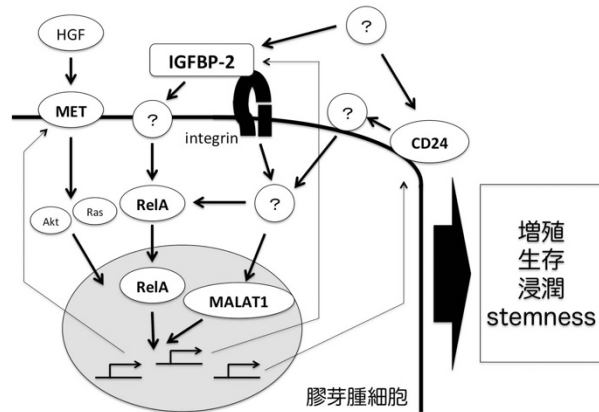 HGF
?
IGFBP-2
MET
?
?
integrin
CD24
Akt
Ras
RelA
?
RelA
MALAT1
増殖
生存
浸潤
stemness
膠芽腫細胞